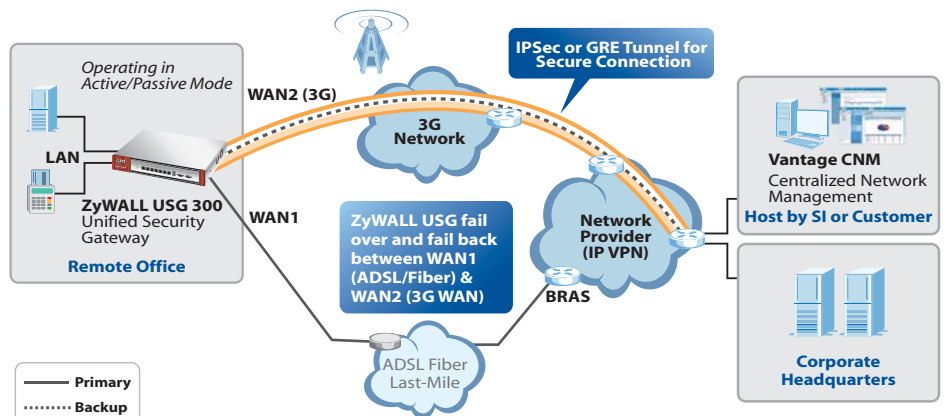 Operating in
Active/Passive Mode
LAN
ZyWALL USG 300
Unified Security
Gateway
Remote Office
WAN2 (3G)
WAN1
3G
Network
IPSec or GRE Tunnel for
Secure Connection
ZyWALL USG fail
over and fail back
between WAN1
(ADSL/Fiber) &
WAN2 (3G WAN)
Network
Provider
(IP VPN)
BRAS
ADSL Fiber
Last-Mile
Vantage CNM
Centralized Network
Management
Host by SI or Customer
Corporate
Headquarters
Primary
Backup